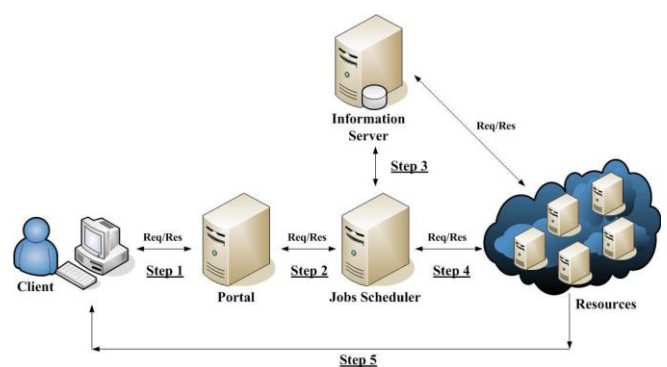 Information
Server
Req/Res
Step 3
Req/Res
Req/Res
Req/Res
Client
Step 1
Step 2
Step 4
Portal
Jobs Scheduler
Resources
Step 5